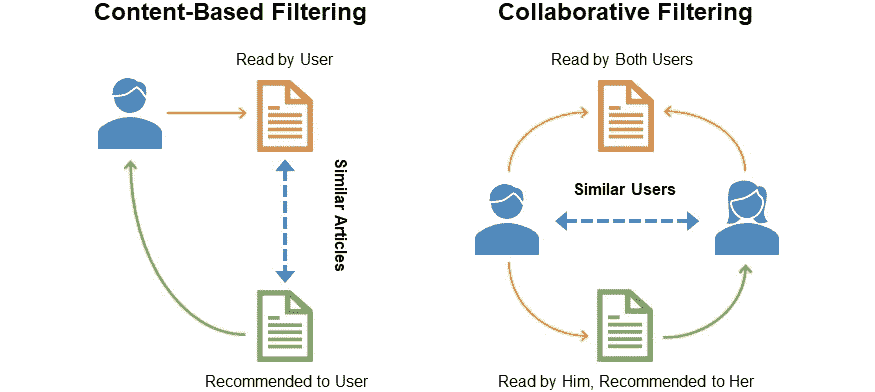 Content-Based Filtering
Read by User
Similar Articles
Recommended to User
Collaborative Filtering
Read by Both Users
Similar Users
Read by Him, Recommended to Her